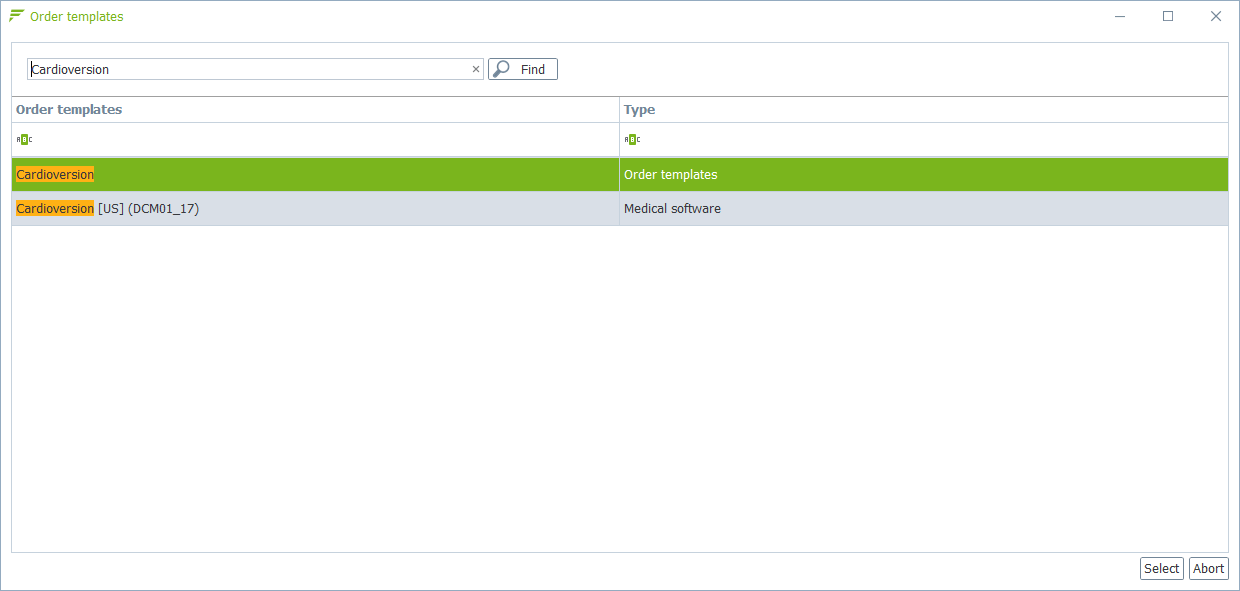 Order templates
Cardioversion × Find
Order templates Type
ABC ABC
Cardioversion Order templates
Cardioversion [US] (DCM01_17) Medical software
Select Abort